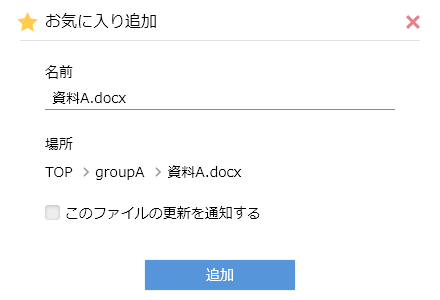 お気に入り追加
名前
資料A.docx
場所
TOP > groupA > 資料A.docx
このファイルの更新を通知する
追加